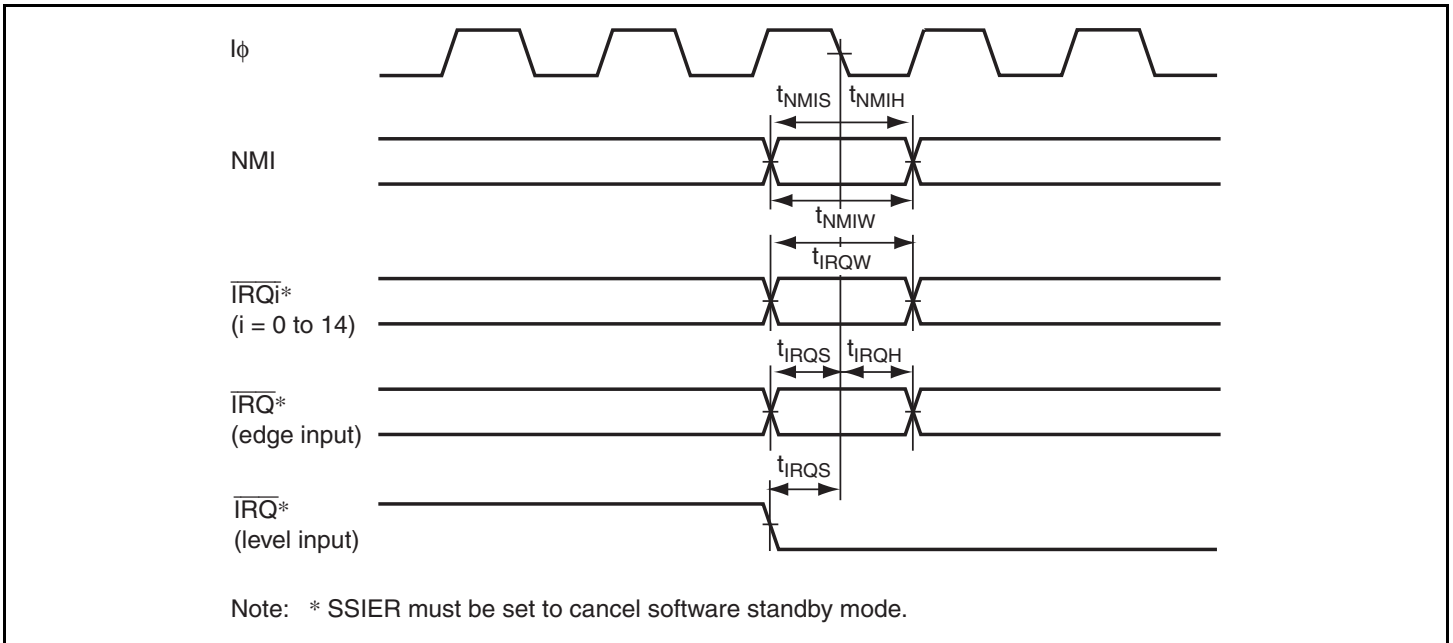 Iϕ
tNMIS tNMIH
NMI
tNMIW
tIRQW
IRQi*
(i = 0 to 14)
tIRQS tIRQH
IRQ*
(edge input)
tIRQS
IRQ*
(level input)
Note: * SSIER must be set to cancel software standby mode.